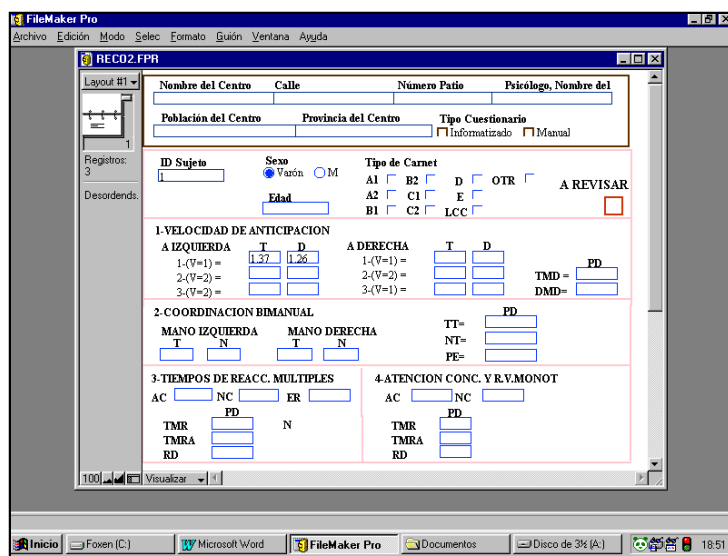 FileMaker Pro
Archivo Edición Modo Selec Formato Guión Ventana Ayuda
RECO2.FPR
Layout #1
1
Registros:
3
Desordends.
Nombre del Centro Calle Número Patio Psicólogo, Nombre del
Población del Centro Provincia del Centro Tipo Cuestionario
Informatizado Manual
ID Sujeto Sexo Tipo de Carnet
1 Varón M A1 B2 D OTR A REVISAR
Edad A2 C1 E
B1 C2 LCC
1-VELOCIDAD DE ANTICIPACION
A IZQUIERDA T D A DERECHA T D
1-(V=1) = 1.37 1.26 1-(V=1) = PD
2-(V=2) = 2-(V=2) = TMD =
3-(V=2) = 3-(V=1) = DMD=
2-COORDINACION BIMANUAL PD
MANO IZQUIERDA MANO DERECHA TT=
T N T N NT=
PE=
3-TIEMPOS DE REACC. MULTIPLES 4-ATENCION CONC. Y R.V.MONOT
AC NC ER AC NC
PD PD
TMR N TMR
TMRA TMRA
RD RD
100 Visualizar
Inicio Foxen (C:) Microsoft Word FileMaker Pro Documentos Disco de 3½ (A:) 18:51